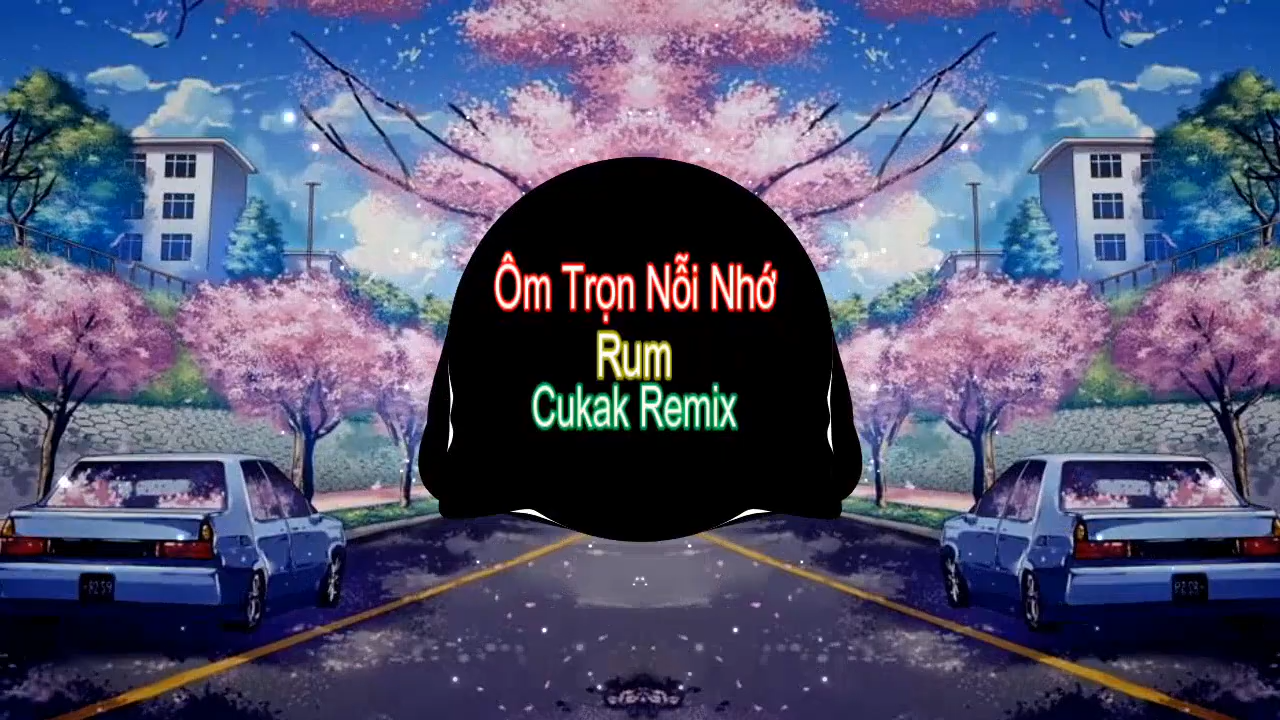 Ôm Trọn Nỗi Nhớ
Rum
Cukak Remix